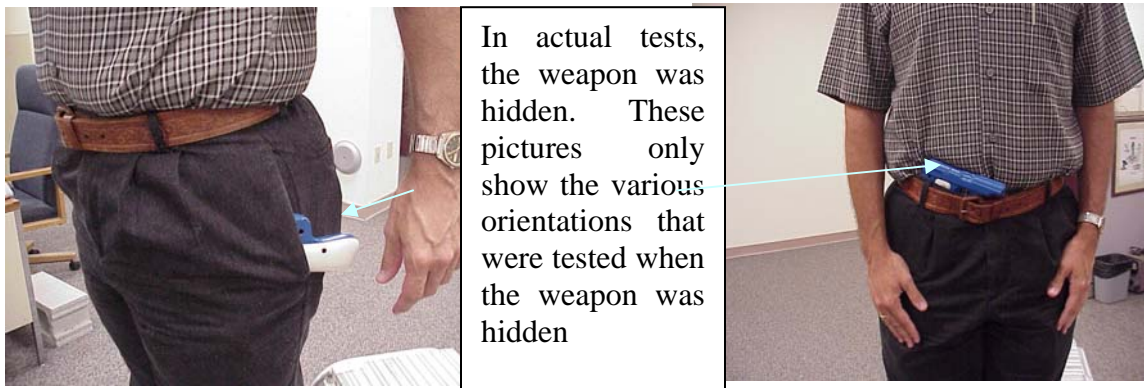 In actual tests,
the weapon was
hidden. These
pictures only
show the various
orientations that
were tested when
the weapon was
hidden